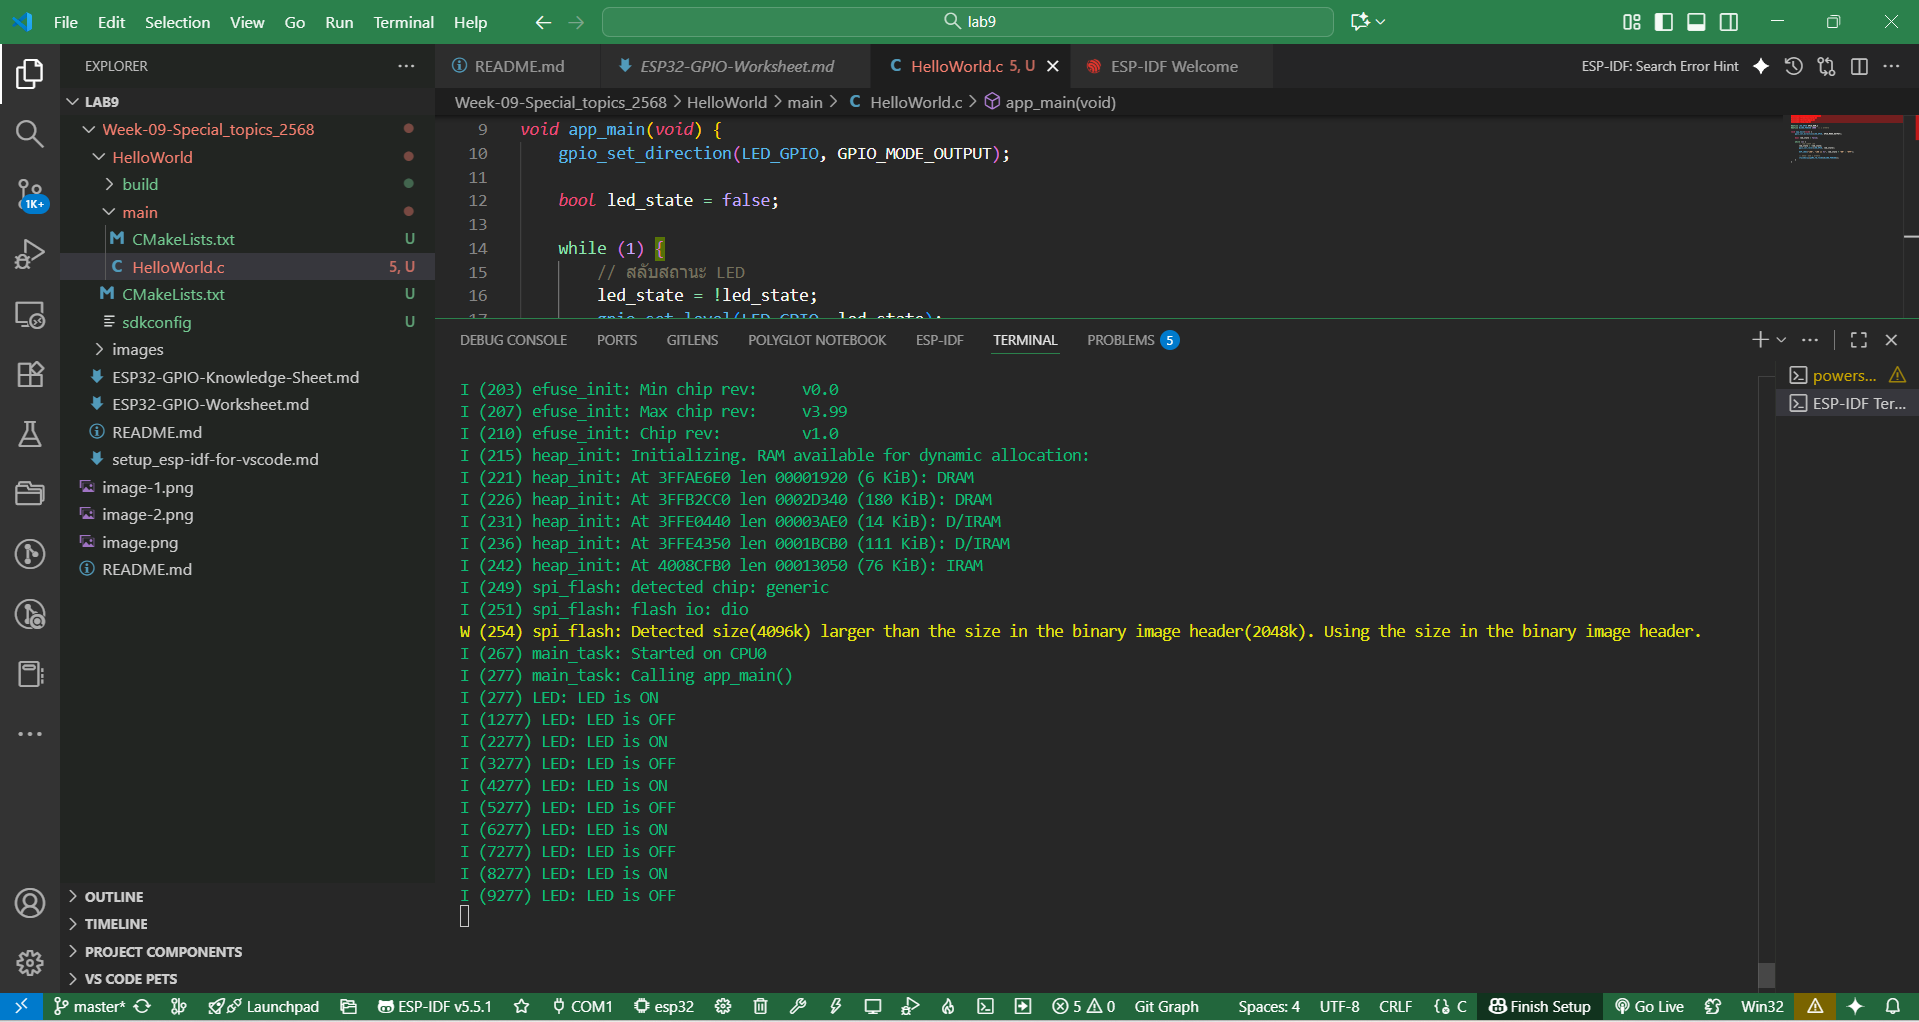 File Edit Selection View Go Run Terminal Help lab9
EXPLORER
LAB9
Week-09-Special_topics_2568
HelloWorld
build
main
CMakeLists.txt U
HelloWorld.c 5, U
CMakeLists.txt U
sdkconfig U
images
ESP32-GPIO-Knowledge-Sheet.md
ESP32-GPIO-Worksheet.md
README.md
setup_esp-idf-for-vscode.md
image-1.png
image-2.png
image.png
README.md
OUTLINE
TIMELINE
PROJECT COMPONENTS
VS CODE PETS
1K+
README.md ESP32-GPIO-Worksheet.md HelloWorld.c 5, U ESP-IDF Welcome ESP-IDF: Search Error Hint
Week-09-Special_topics_2568 > HelloWorld > main > C HelloWorld.c > app_main(void)
9 void app_main(void) {
10 gpio_set_direction(LED_GPIO, GPIO_MODE_OUTPUT);
11
12 bool led_state = false;
13
14 while (1) {
15 // สลับสถานะ LED
16 led_state = !led_state;
17 gpio_set_level(LED_GPIO, led_state);
DEBUG CONSOLE PORTS GITLENS POLYGLOT NOTEBOOK ESP-IDF TERMINAL PROBLEMS 5
I (203) efuse_init: Min chip rev: v0.0
I (207) efuse_init: Max chip rev: v3.99
I (210) efuse_init: Chip rev: v1.0
I (215) heap_init: Initializing. RAM available for dynamic allocation:
I (221) heap_init: At 3FFAE6E0 len 00001920 (6 KiB): DRAM
I (226) heap_init: At 3FFB2CC0 len 0002D340 (180 KiB): DRAM
I (231) heap_init: At 3FFE0440 len 00003AE0 (14 KiB): D/IRAM
I (236) heap_init: At 3FFE4350 len 0001BCB0 (111 KiB): D/IRAM
I (242) heap_init: At 4008CFB0 len 00013050 (76 KiB): IRAM
I (249) spi_flash: detected chip: generic
I (251) spi_flash: flash io: dio
W (254) spi_flash: Detected size(4096k) larger than the size in the binary image header(2048k). Using the size in the binary image header.
I (267) main_task: Started on CPU0
I (277) main_task: Calling app_main()
I (277) LED: LED is ON
I (1277) LED: LED is OFF
I (2277) LED: LED is ON
I (3277) LED: LED is OFF
I (4277) LED: LED is ON
I (5277) LED: LED is OFF
I (6277) LED: LED is ON
I (7277) LED: LED is OFF
I (8277) LED: LED is ON
I (9277) LED: LED is OFF
powers...
ESP-IDF Ter...
master* Launchpad ESP-IDF v5.5.1 COM1 esp32 5 0 Git Graph Spaces: 4 UTF-8 CRLF {} C Finish Setup Go Live Win32